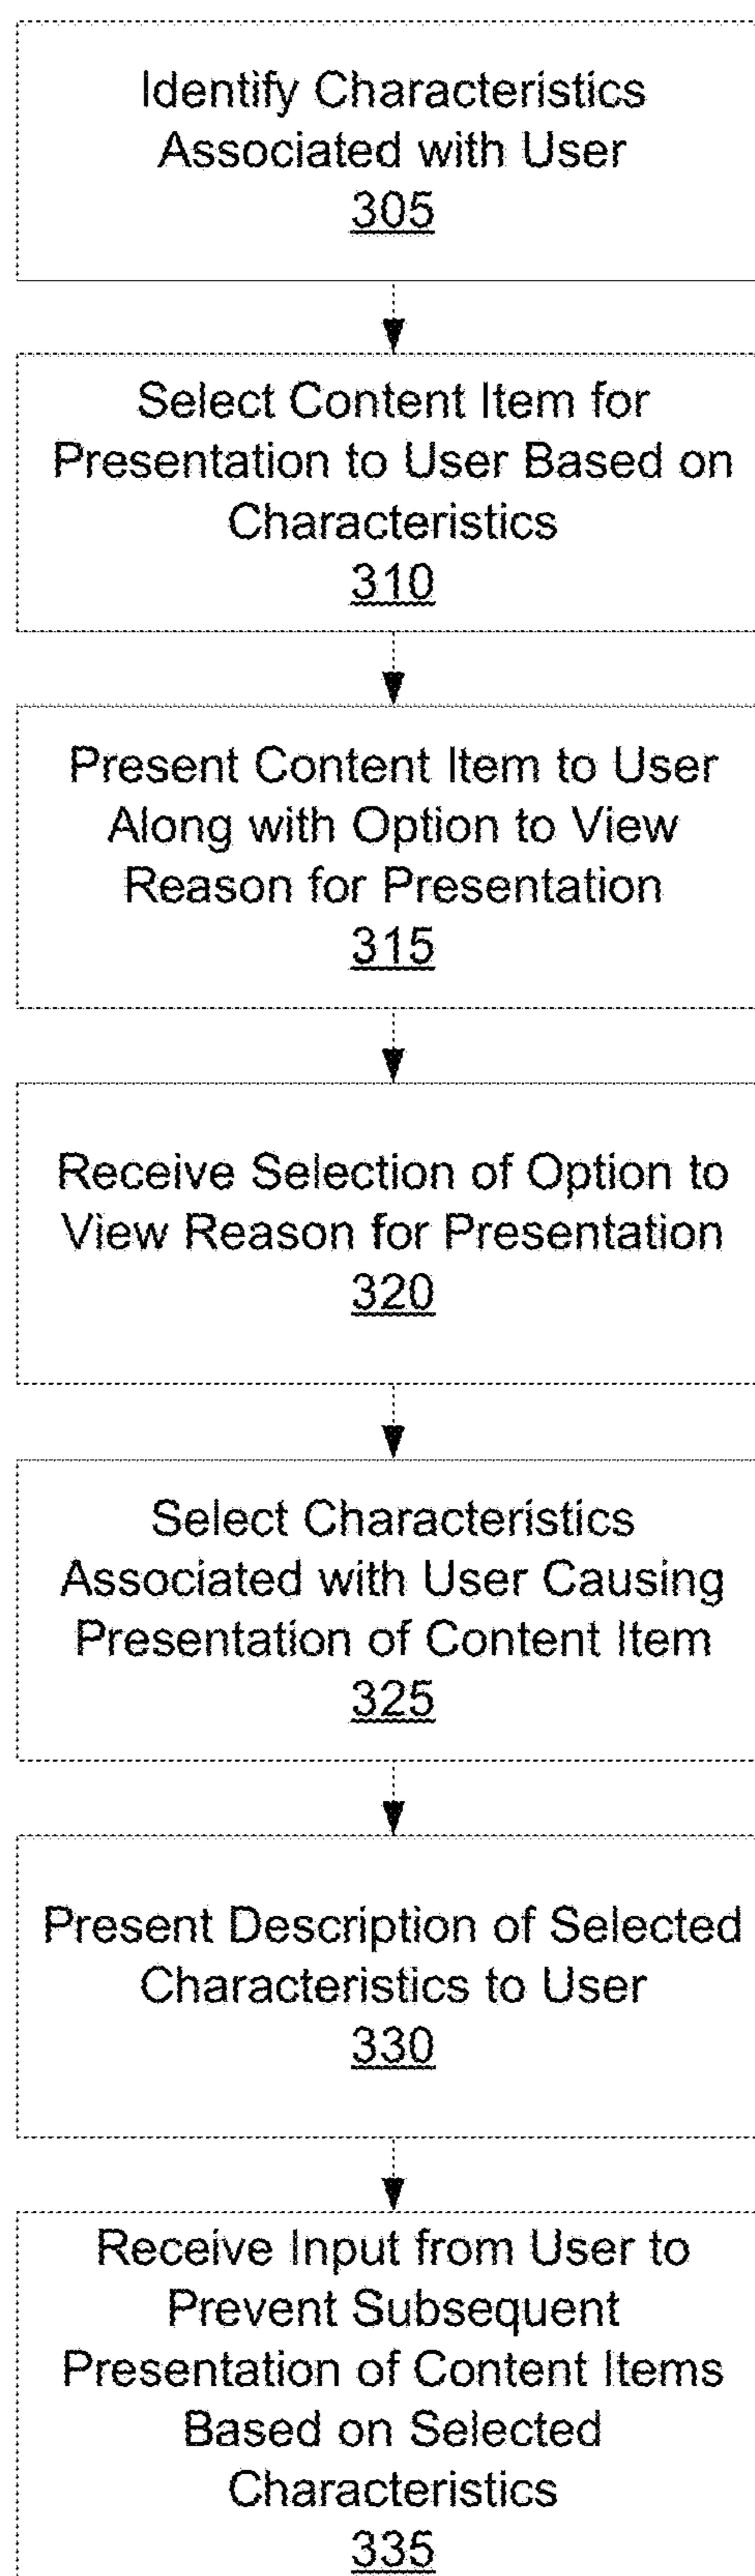 Identify Characteristics
Associated with User
305
Select Content Item for
Presentation to User Based on
Characteristics
310
Present Content Item to User
Along with Option to View
Reason for Presentation
315
Receive Selection of Option to
View Reason for Presentation
320
Select Characteristics
Associated with User Causing
Presentation of Content Item
325
Present Description of Selected
Characteristics to User
330
Receive Input from User to
Prevent Subsequent
Presentation of Content Items
Based on Selected
Characteristics
335